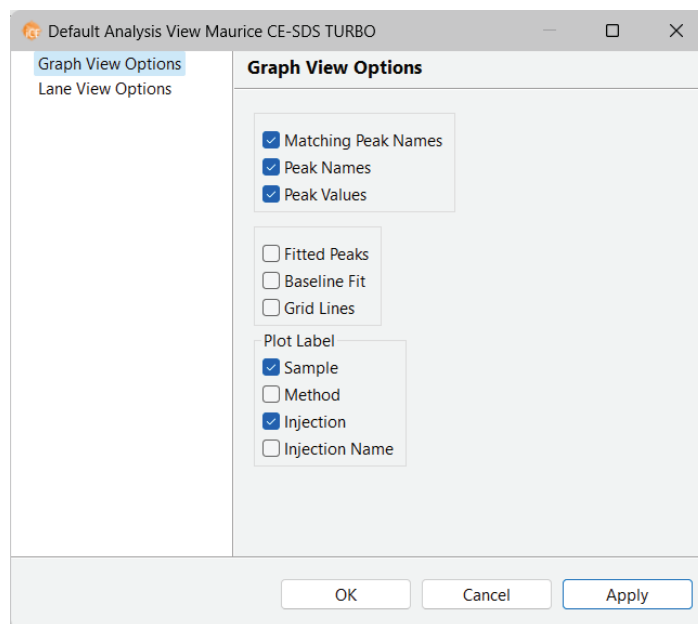 Default Analysis View Maurice CE-SDS TURBO
Graph View Options
Lane View Options
Graph View Options
Matching Peak Names
Peak Names
Peak Values
Fitted Peaks
Baseline Fit
Grid Lines
Plot Label
Sample
Method
Injection
Injection Name
OK Cancel Apply